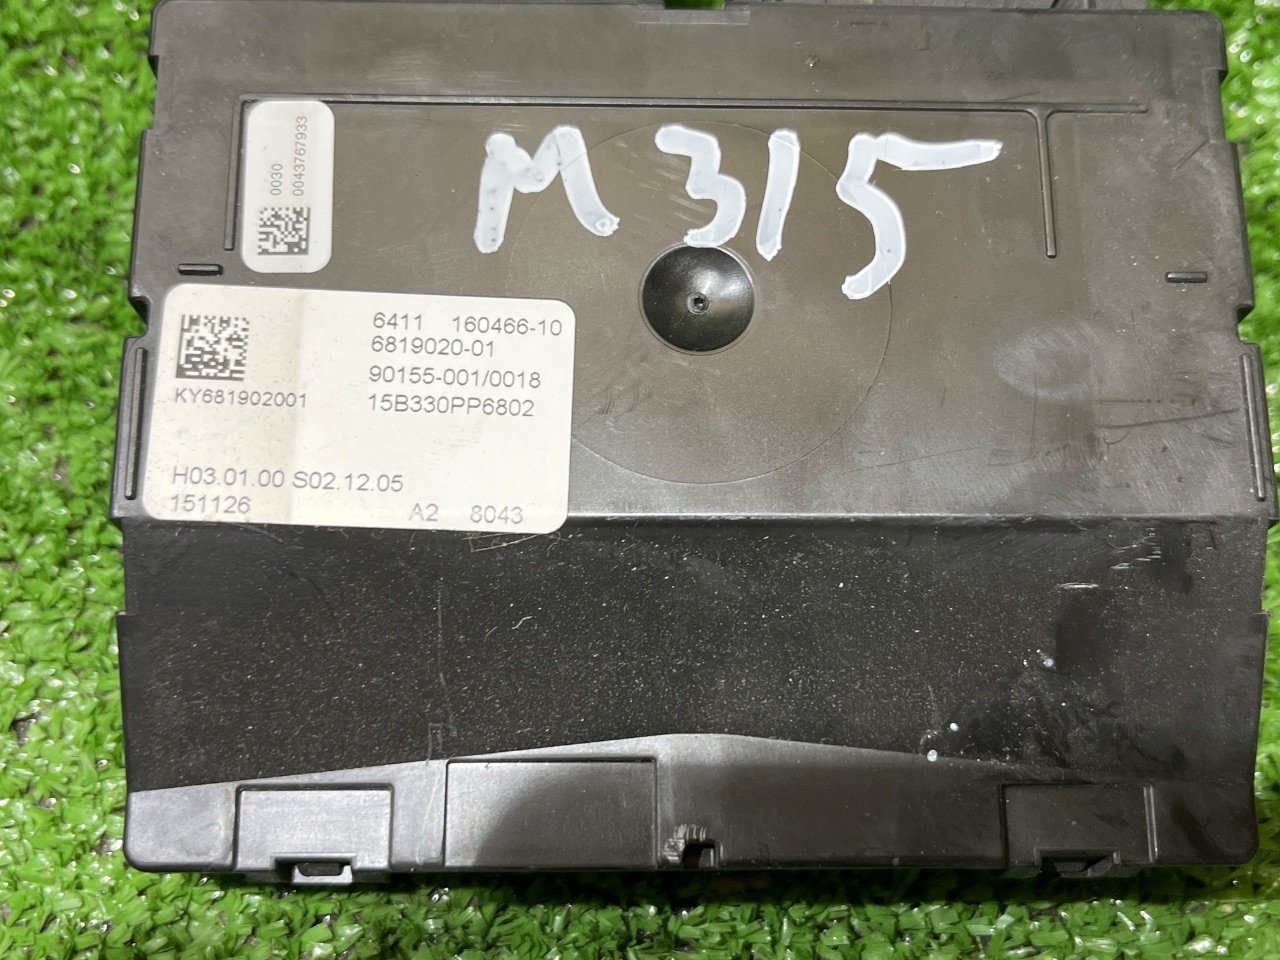 0030
0043767933
M 315
6411 160466-10
6819020-01
90155-001/0018
KY681902001 15B330PP6802
H03.01.00 S02.12.05
151126 A2 8043